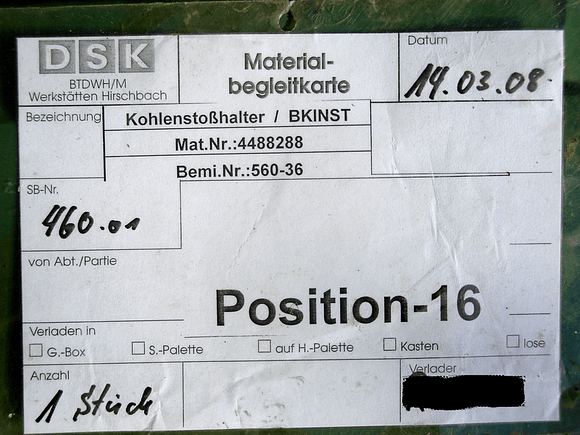 DSK
BTDWH/M
Werkstätten Hirschbach
Material-
begleitkarte
Datum
14.03.08.
Bezeichnung
Kohlenstoßhalter / BKINST
Mat.Nr.:4488288
Bemi.Nr.:560-36
SB-Nr.
460.01
von Abt./Partie
Position-16
Verladen in
G.-Box
S.-Palette
auf H.-Palette
Kasten
lose
Anzahl
1 Stück
Verlader